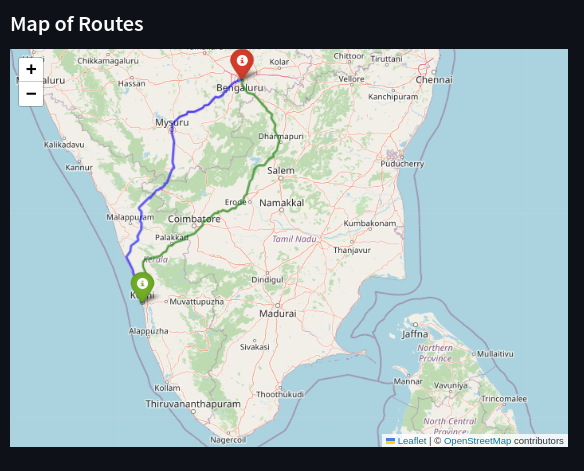 Map of Routes
Chikkamagaluru
Kolar
Chittoor
Tiruttani
+
−
Hassan
Bengaluru
Vellore
Chennai
Kanchipuram
Mysuru
Dharmapuri
Kalikadavu
Kannur
Salem
Puducherry
Erode
Namakkal
Malappuram
Coimbatore
Kumbakonam
Palakkad
Tamil Nadu
Thanjavur
Kerala
Dindigul
Muvattupuzha
Madurai
Alappuzha
Jaffna
Sivakasi
Northern
Province
Mullaitivu
Mannar
Vavuniya
Kollam
Thoothukudi
Trincomalee
Thiruvananthapuram
North Central
Province
Nagercoil
Leaflet | © OpenStreetMap contributors